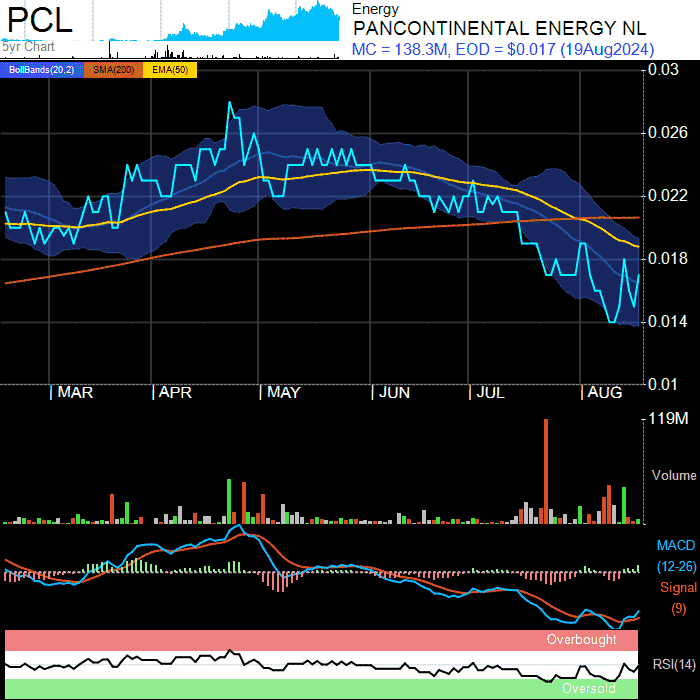 PCL
5yr Chart
Energy
PANCONTINENTAL ENERGY NL
MC = 138.3M, EOD = $0.017 (19Aug2024)
BollBands(20,2) SMA(200) EMA(50)
0.03
0.026
0.022
0.018
0.014
0.01
MAR APR MAY JUN JUL AUG
119M
Volume
MACD
(12-26)
Signal
(9)
Overbought
RSI(14)
Oversold